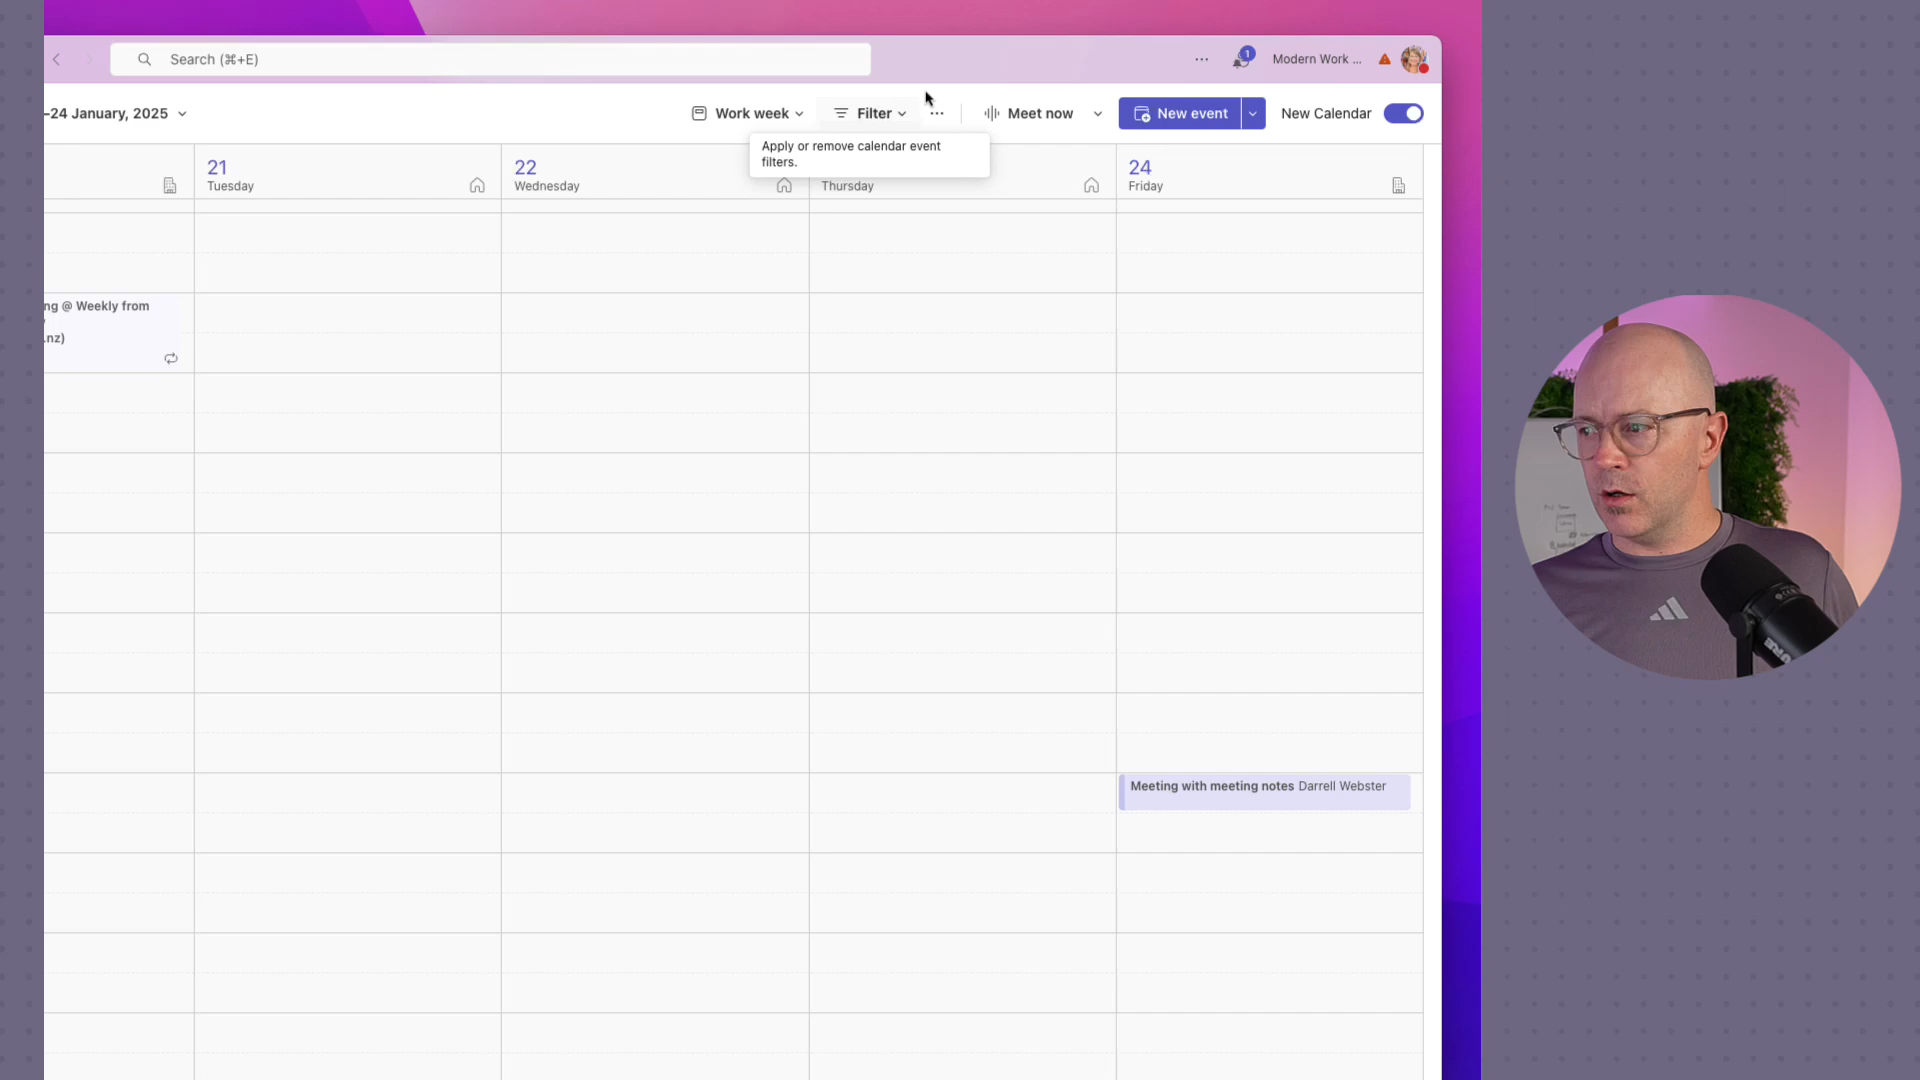 Search (⌘+E)
1
Modern Work ...
–24 January, 2025
Work week
Filter
Meet now
New event
New Calendar
Apply or remove calendar event
filters.
21
Tuesday
22
Wednesday
Thursday
24
Friday
ng @ Weekly from
.nz)
Meeting with meeting notes Darrell Webster